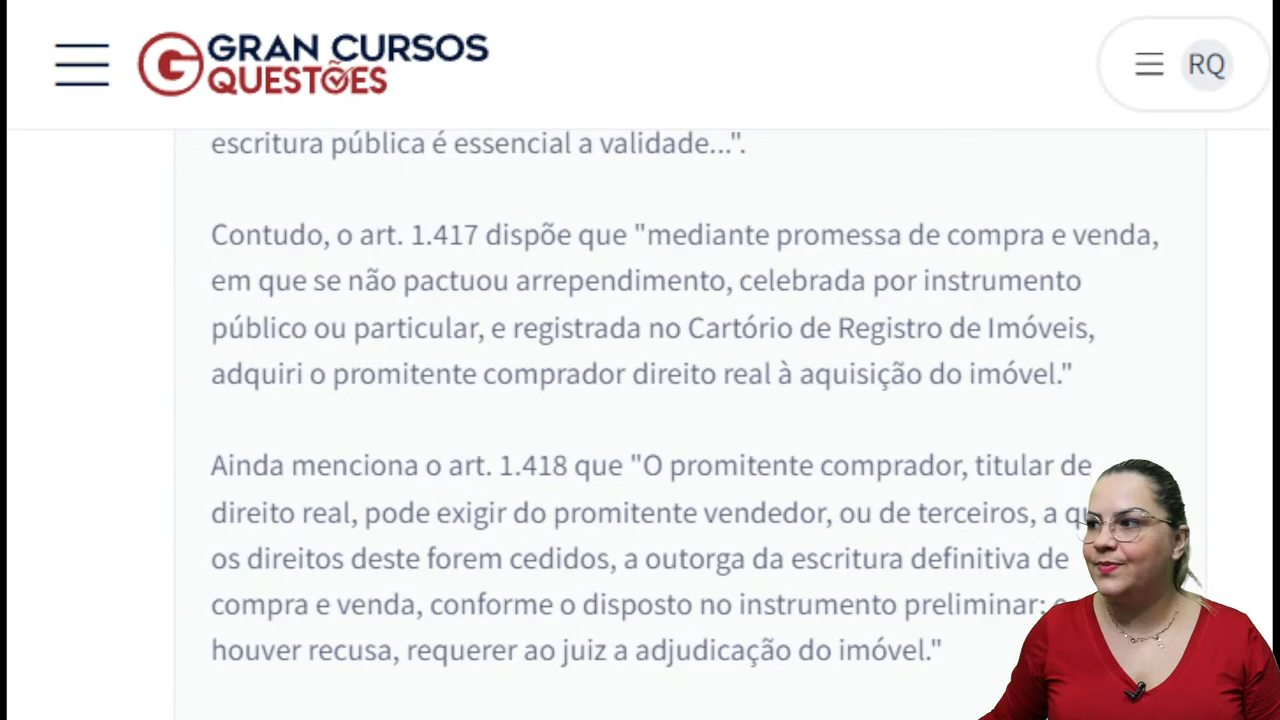 GRAN CURSOS
QUESTÕES
RQ
escritura pública é essencial a validade...".
Contudo, o art. 1.417 dispõe que "mediante promessa de compra e venda,
em que se não pactuou arrependimento, celebrada por instrumento
público ou particular, e registrada no Cartório de Registro de Imóveis,
adquiri o promitente comprador direito real à aquisição do imóvel."
Ainda menciona o art. 1.418 que "O promitente comprador, titular de
direito real, pode exigir do promitente vendedor, ou de terceiros, a
os direitos deste forem cedidos, a outorga da escritura definitiva de
compra e venda, conforme o disposto no instrumento preliminar;
houver recusa, requerer ao juiz a adjudicação do imóvel."